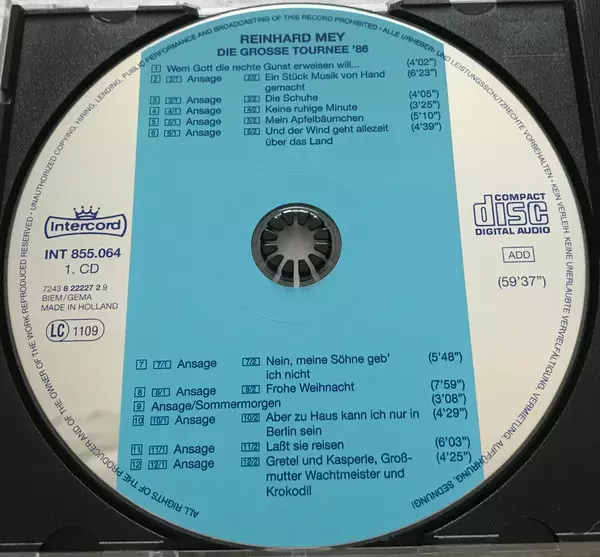 REINHARD MEY
DIE GROSSE TOURNEE '86
1 Wem Gott die rechte Gunst erweisen will... (4'02")
2 2/1 Ansage 2/2 Ein Stück Musik von Hand (6'23")
gemacht
3 3/1 Ansage 3/2 Die Schuhe (4'05")
4 4/1 Ansage 4/2 Keine ruhige Minute (3'25")
5 5/1 Ansage 5/2 Mein Apfelbäumchen (5'10")
6 6/1 Ansage 6/2 Und der Wind geht allezeit (4'39")
über das Land
Intercord
INT 855.064
1. CD
7243 8 22227 2 9
BIEM/GEMA
MADE IN HOLLAND
LC 1109
COMPACT
disc
DIGITAL AUDIO
ADD
(59'37")
7 7/1 Ansage 7/2 Nein, meine Söhne geb' (5'48")
ich nicht
8 8/1 Ansage 8/2 Frohe Weihnacht (7'59")
9 Ansage/Sommermorgen (3'08")
10 10/1 Ansage 10/2 Aber zu Haus kann ich nur in (4'29")
Berlin sein
11 11/1 Ansage 11/2 Laßt sie reisen (6'03")
12 12/1 Ansage 12/2 Gretel und Kasperle, Groß- (4'25")
mutter Wachtmeister und
Krokodil
ALL RIGHTS OF THE PRODUCER AND OF THE OWNER OF THE WORK REPRODUCED RESERVED • UNAUTHORIZED COPYING, HIRING, LENDING, PUBLIC PERFORMANCE AND BROADCASTING OF THIS RECORD PROHIBITED • ALLE URHEBER- UND LEISTUNGSSCHUTZRECHTE VORBEHALTEN • KEIN VERLEIH, KEINE UNERLAUBTE VERVIELFÄLTIGUNG, VERMIETUNG, AUFFÜHRUNG, SENDUNG!